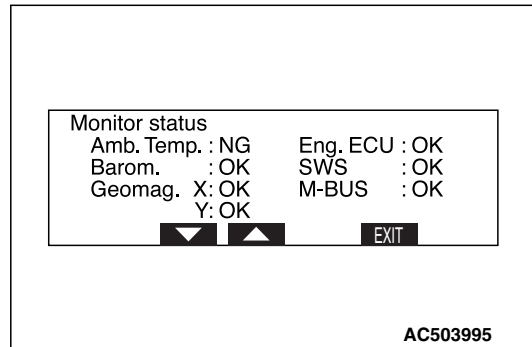 Monitor status
Amb. Temp. : NG Eng. ECU : OK
Barom. : OK SWS : OK
Geomag. X: OK M-BUS : OK
Y: OK
EXIT
AC503995